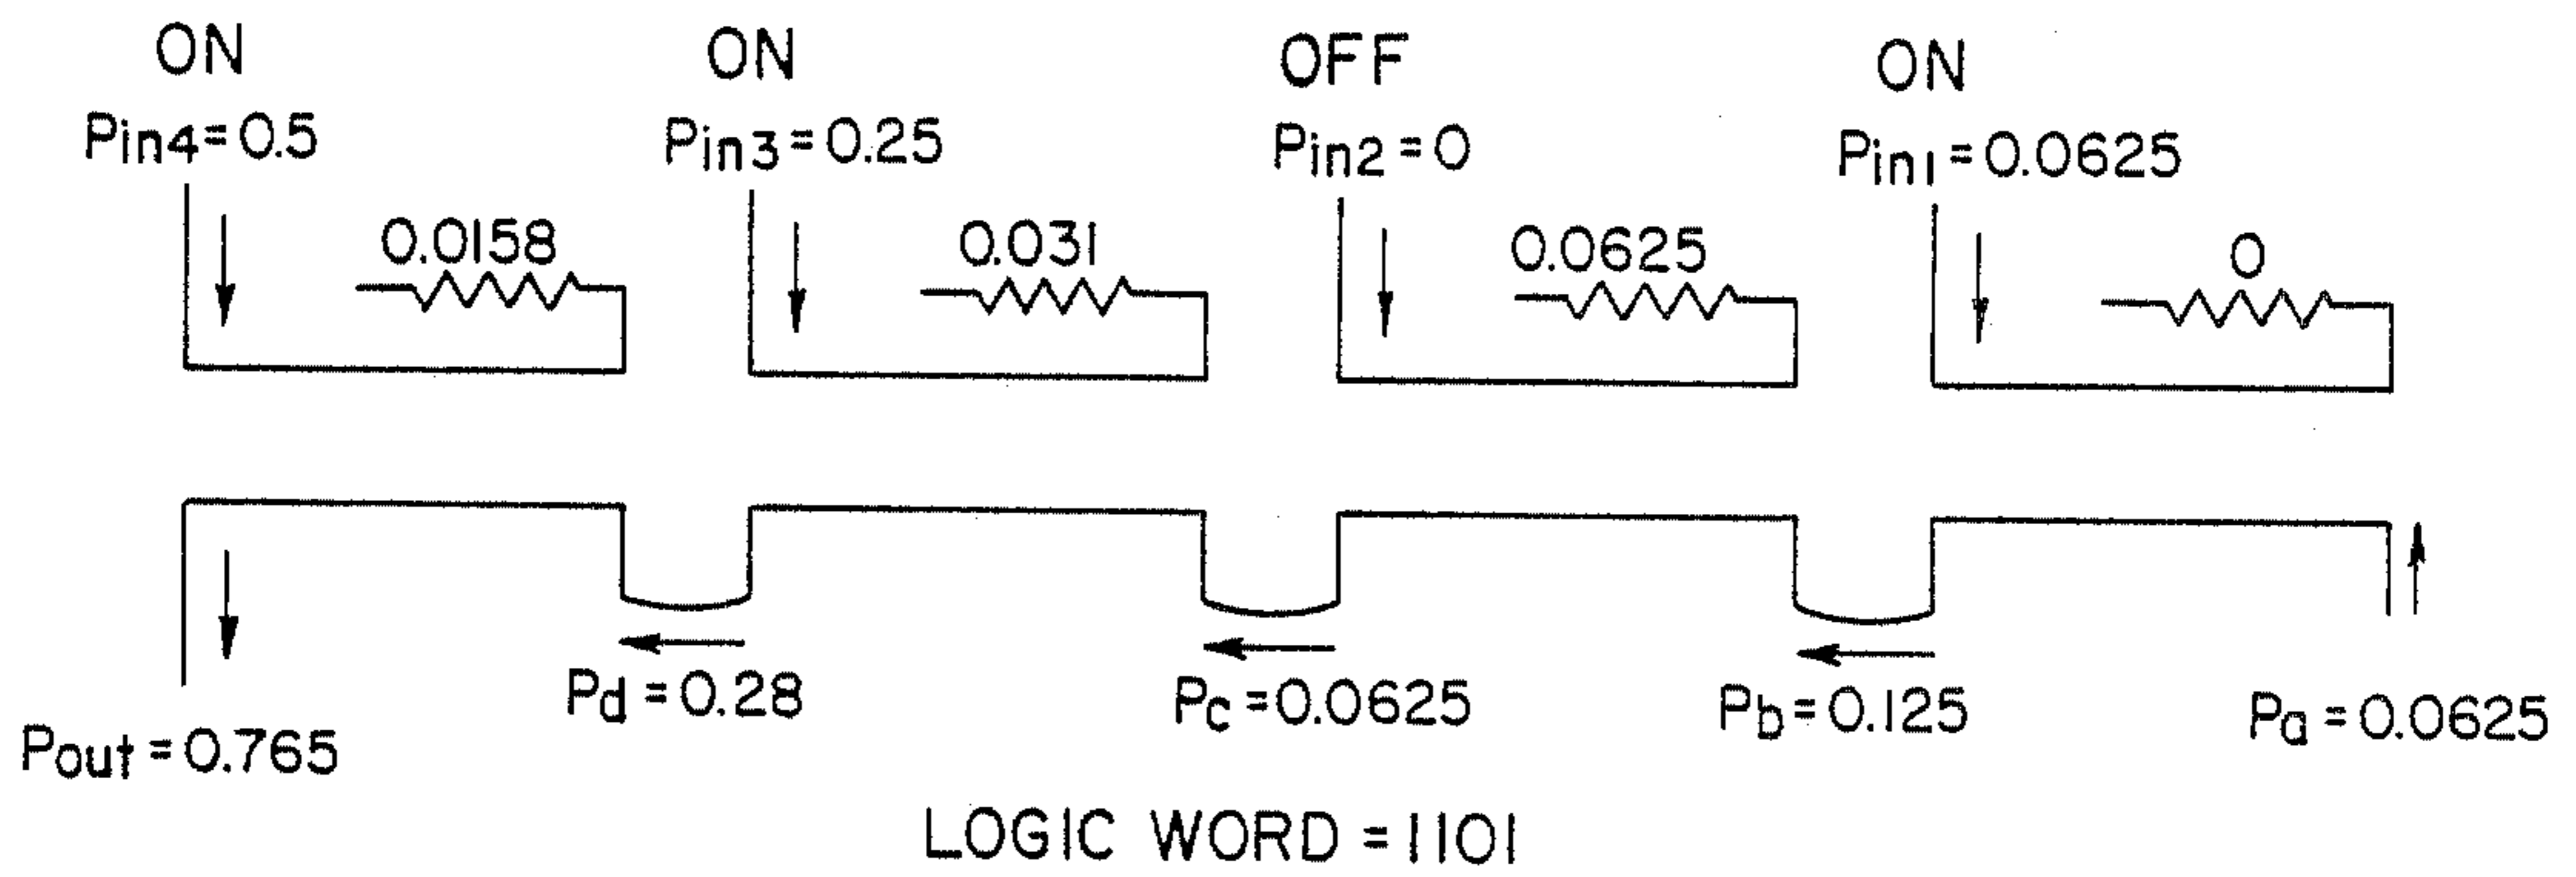 ON ON OFF ON
Pin4=0.5 Pin3=0.25 Pin2=0 Pin1=0.0625
0.0158 0.031 0.0625 0
Pd=0.28 Pc=0.0625 Pb=0.125 Pa=0.0625
Pout=0.765
LOGIC WORD=1101